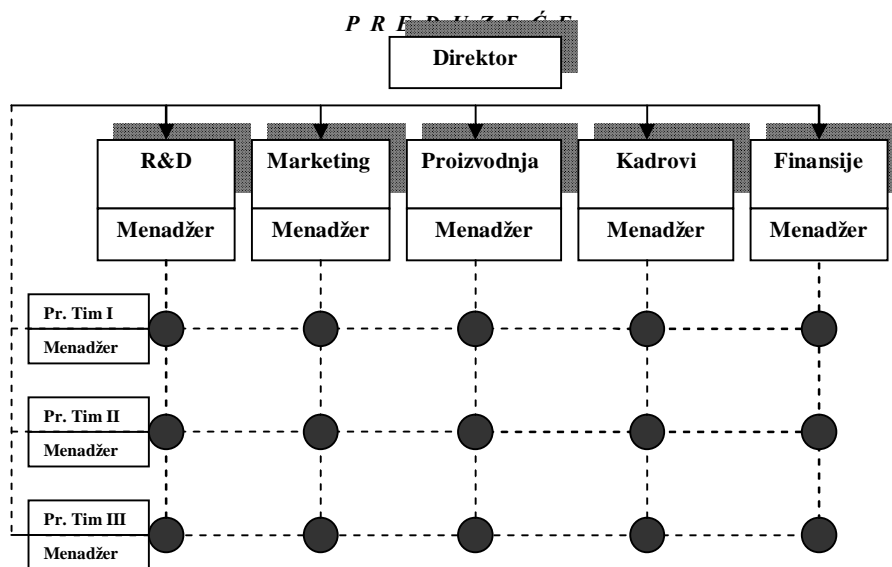 P R E D U Z E Ć E
Direktor
R&D Marketing Proizvodnja Kadrovi Finansije
Menadžer Menadžer Menadžer Menadžer Menadžer
Pr. Tim I
Menadžer
Pr. Tim II
Menadžer
Pr. Tim III
Menadžer